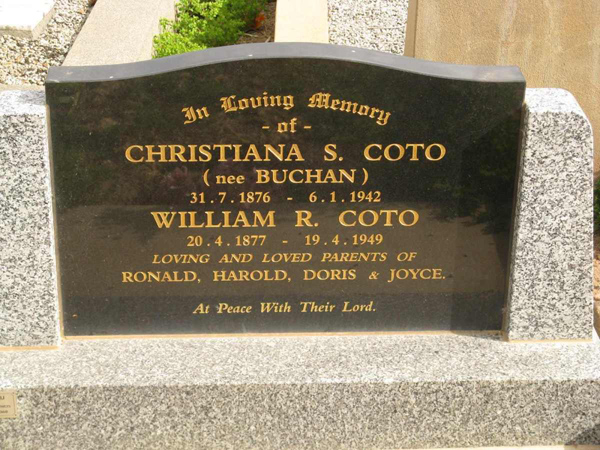 In Loving Memory
- of -
CHRISTIANA S. COTO
( nee BUCHAN )
31 . 7 . 1876 - 6 . 1 . 1942
WILLIAM R. COTO
20 . 4 . 1877 - 19 . 4 . 1949
LOVING AND LOVED PARENTS OF
RONALD, HAROLD, DORIS & JOYCE.
At Peace With Their Lord.